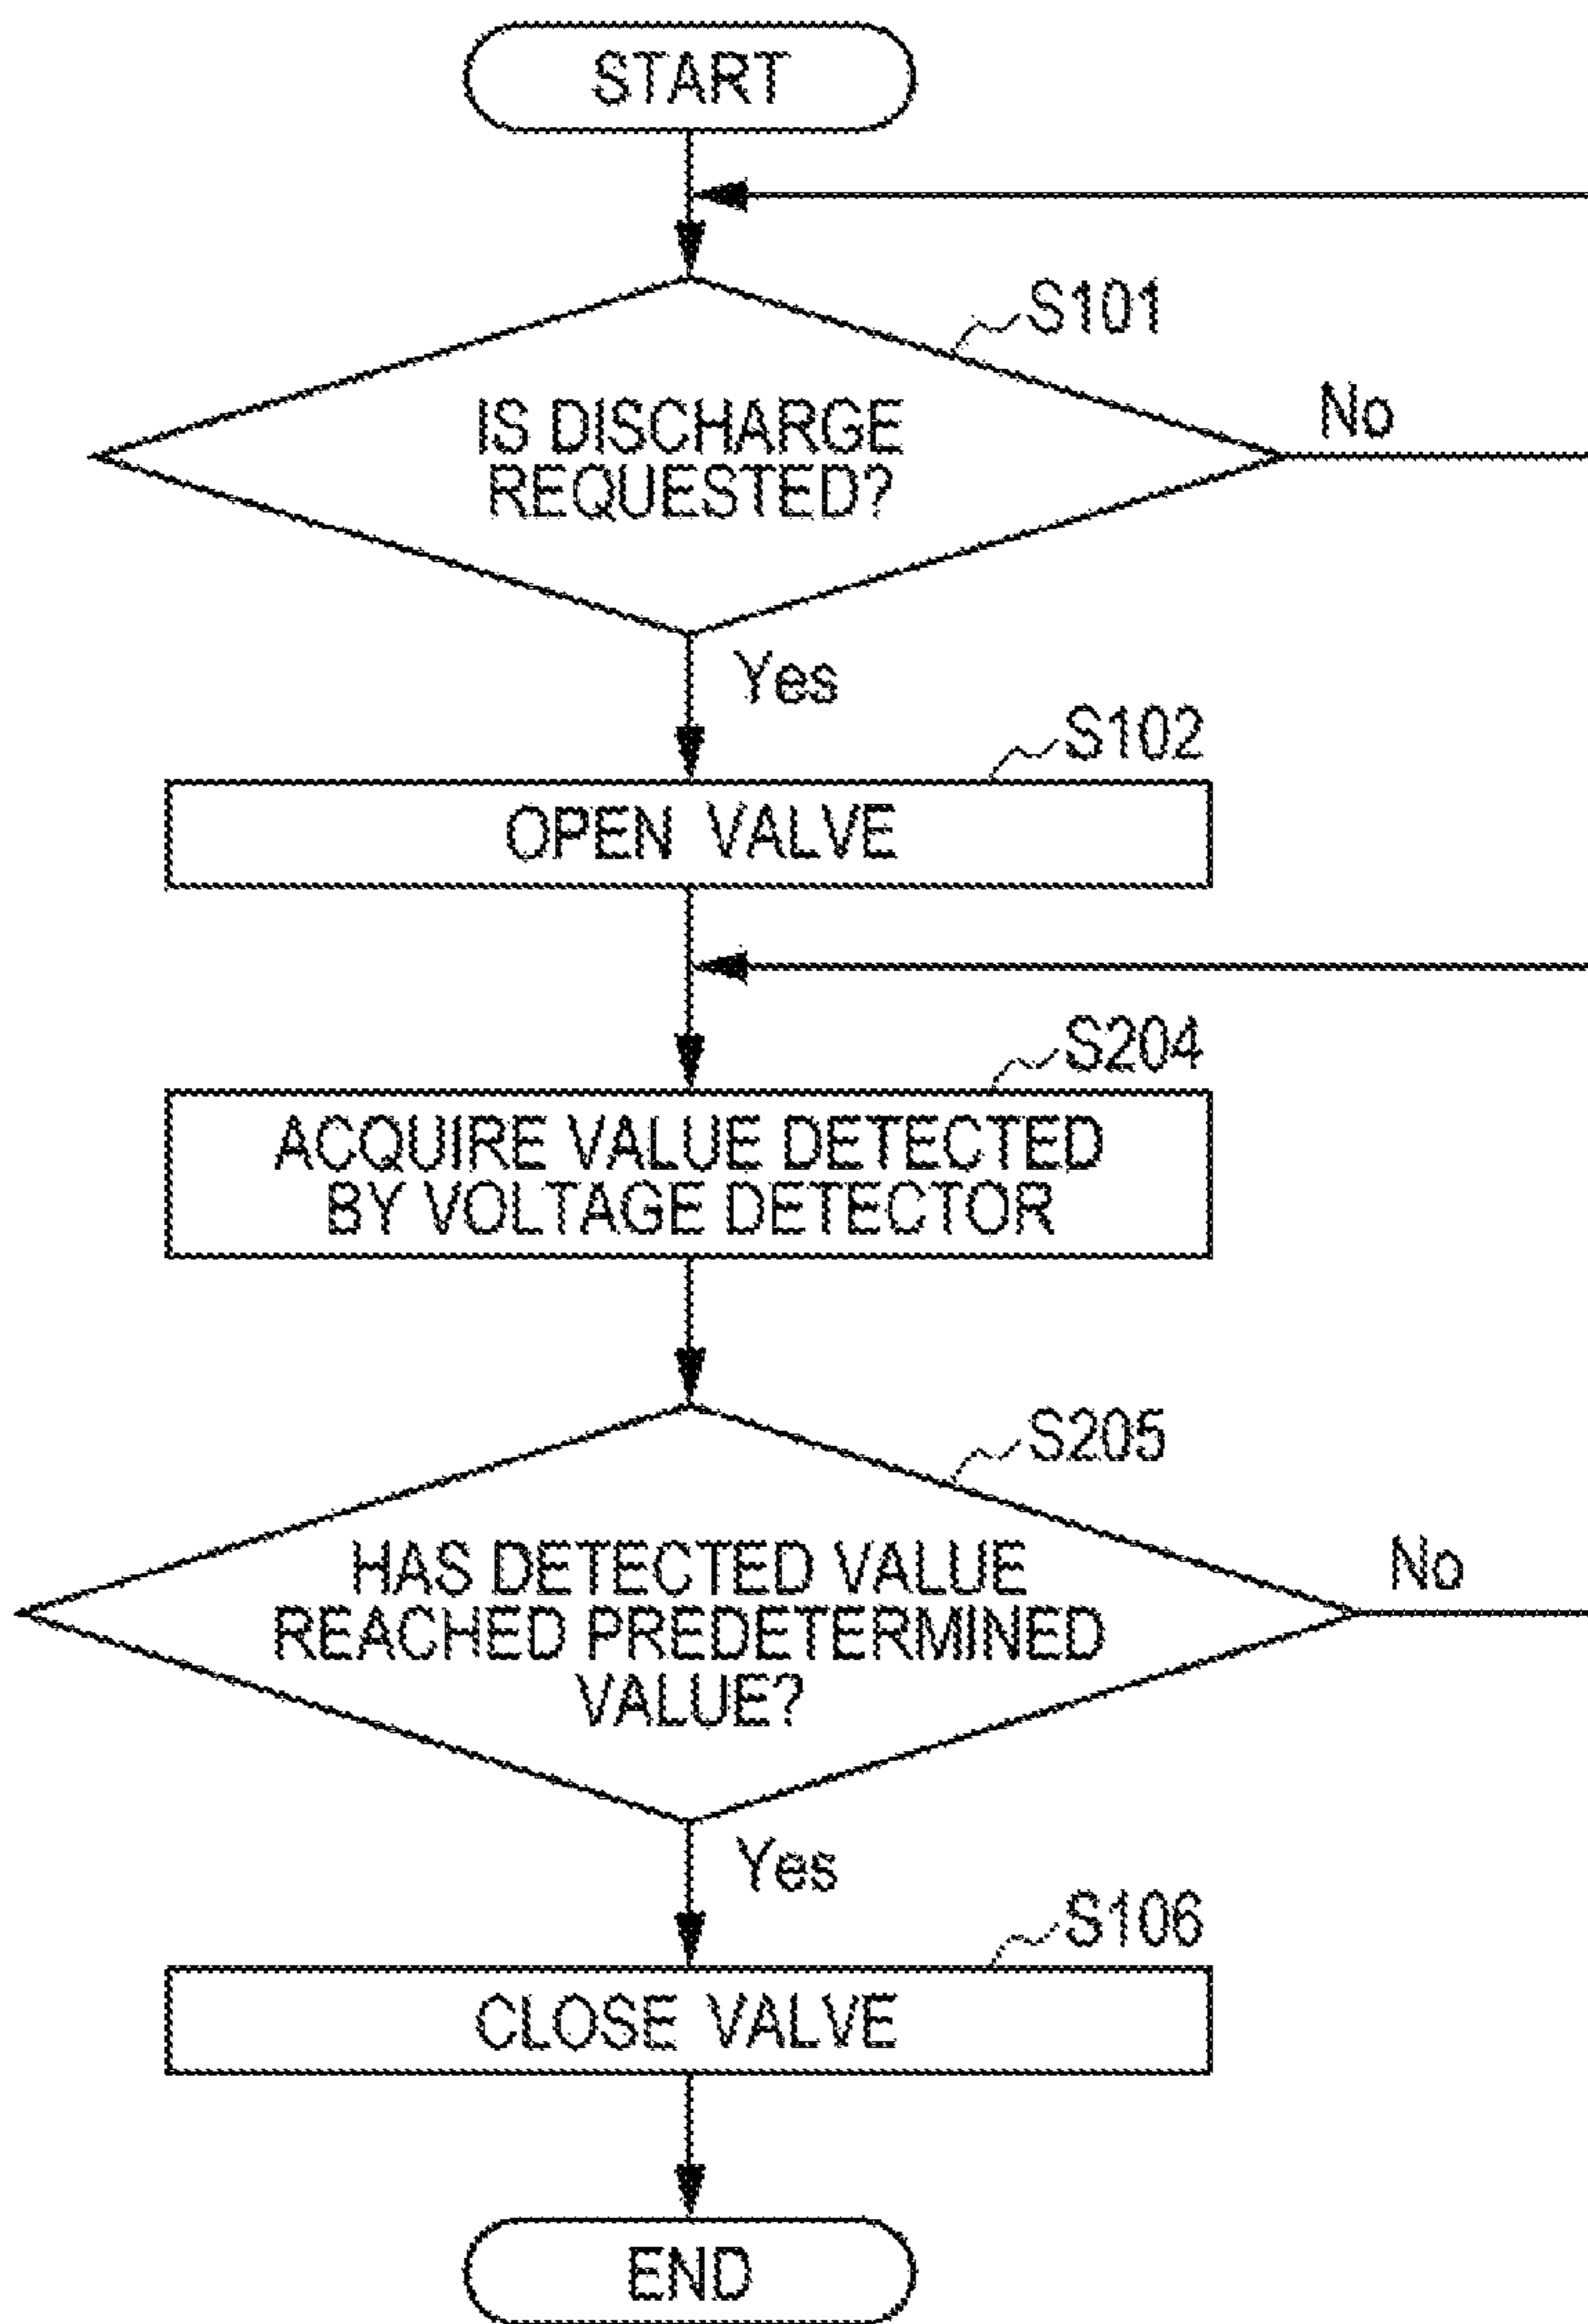 START
S101
IS DISCHARGE
REQUESTED?
No
Yes
S102
OPEN VALVE
S204
ACQUIRE VALUE DETECTED
BY VOLTAGE DETECTOR
S205
HAS DETECTED VALUE
REACHED PREDETERMINED
VALUE?
No
Yes
S106
CLOSE VALVE
END